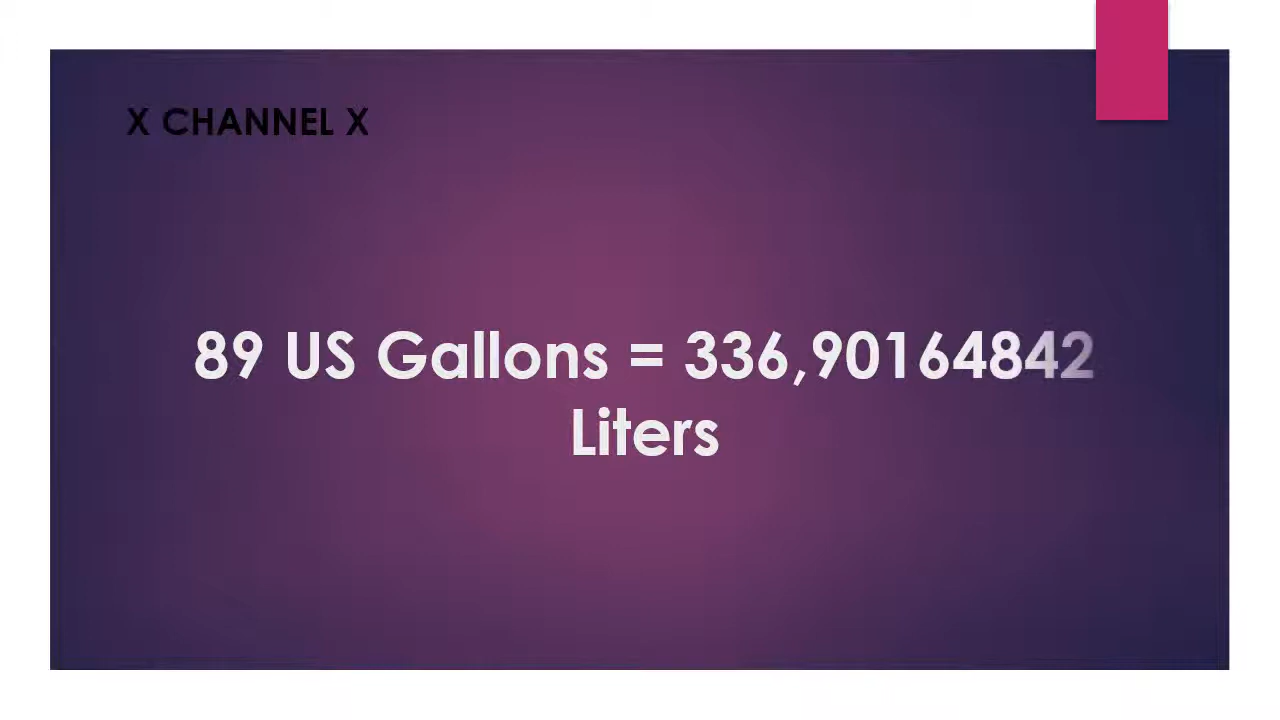 X CHANNEL X
89 US Gallons = 336,90164842
Liters